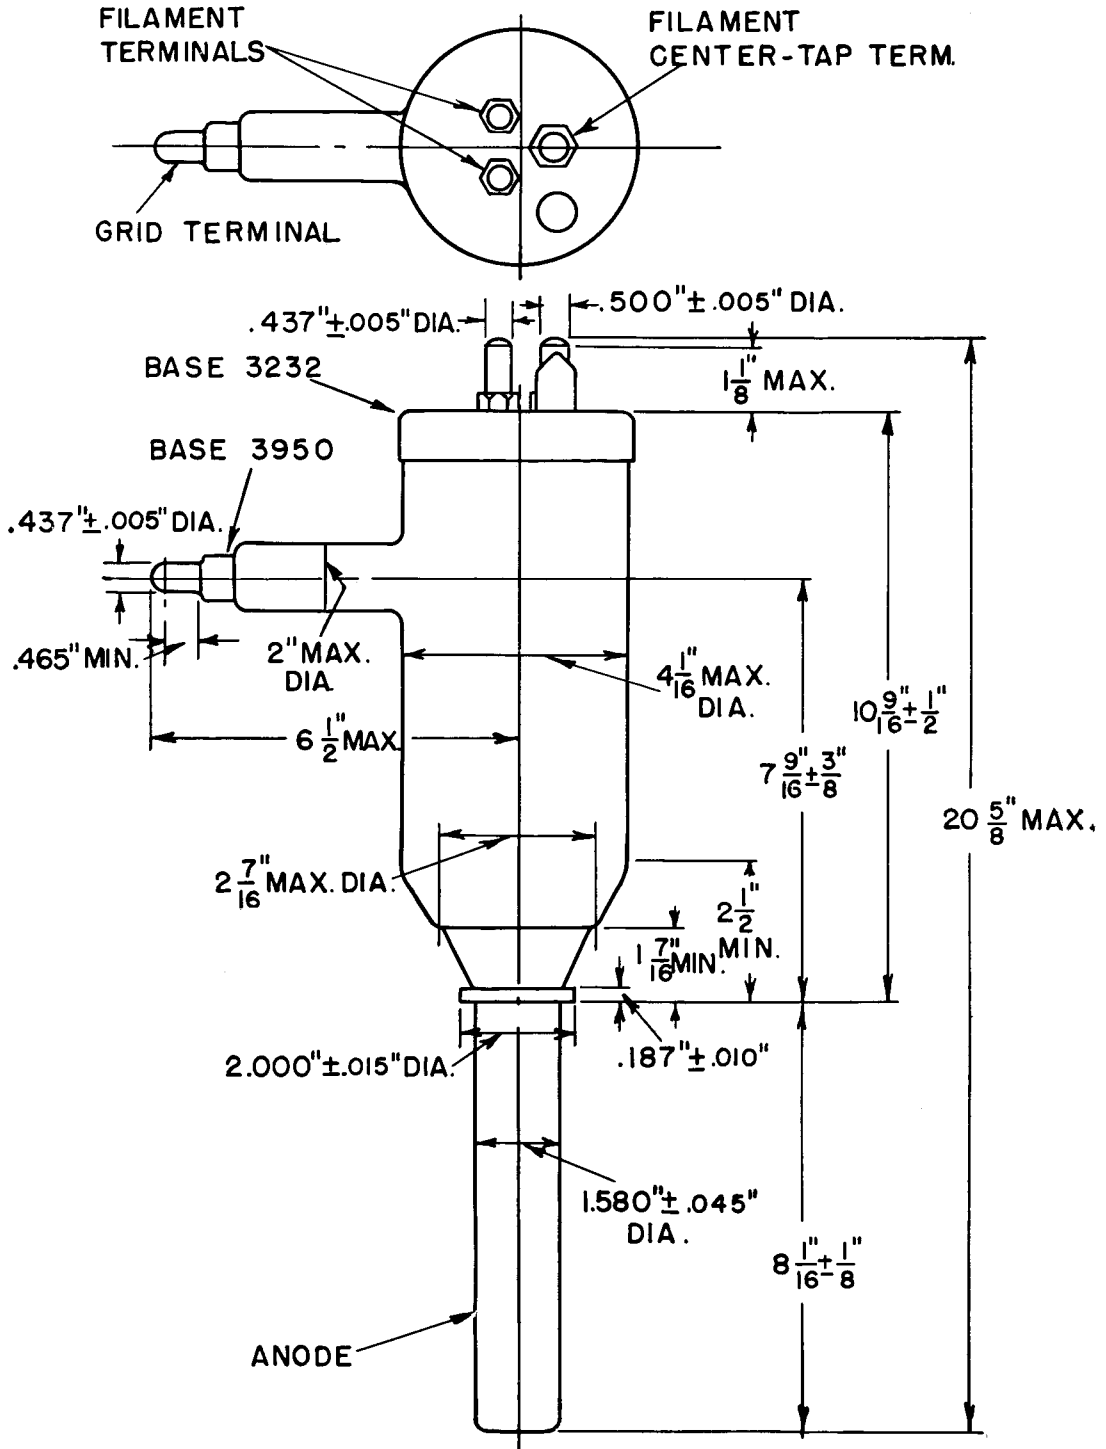 FILAMENT
TERMINALS
FILAMENT
CENTER-TAP TERM.
GRID TERMINAL
.437"±.005" DIA.
.500"±.005" DIA.
1 1/8" MAX.
BASE 3232
BASE 3950
.437"±.005" DIA.
.465" MIN.
2" MAX.
DIA.
4 1/16" MAX.
DIA.
10 9/16"±1/2"
6 1/2" MAX.
7 9/16"±3/8"
20 5/8" MAX.
2 7/16" MAX. DIA.
2 1/2"
MIN.
1 7/16" MIN.
2.000"±.015" DIA.
.187"±.010"
1.580"±.045"
DIA.
8 1/16"±1/8"
ANODE